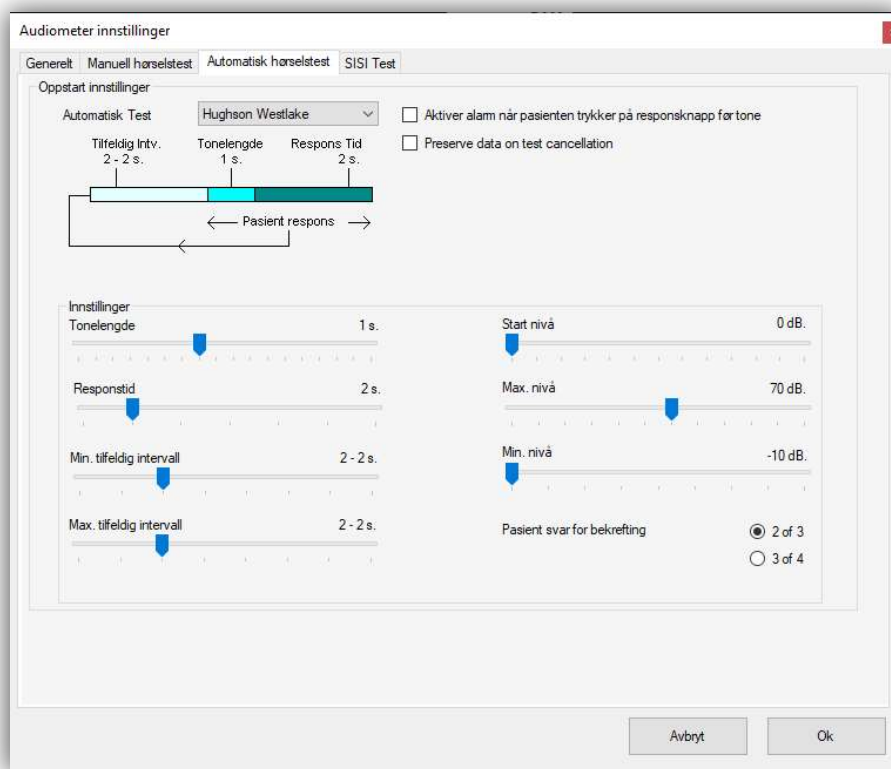 Audiometer innstillinger
Generelt Manuell hørselstest Automatisk hørselstest SISI Test
Oppstart innstillinger
Automatisk Test Hughson Westlake
Aktiver alarm når pasienten trykker på responsknapp før tone
Preserve data on test cancellation
Tilfeldig Intv. Tonelengde Respons Tid
2 - 2 s. 1 s. 2 s.
Pasient respons
Innstillinger
Tonelengde 1 s.
Responstid 2 s.
Min. tilfeldig intervall 2 - 2 s.
Max. tilfeldig intervall 2 - 2 s.
Start nivå 0 dB.
Max. nivå 70 dB.
Min. nivå -10 dB.
Pasient svar for bekrefting 2 of 3
3 of 4
Avbryt Ok